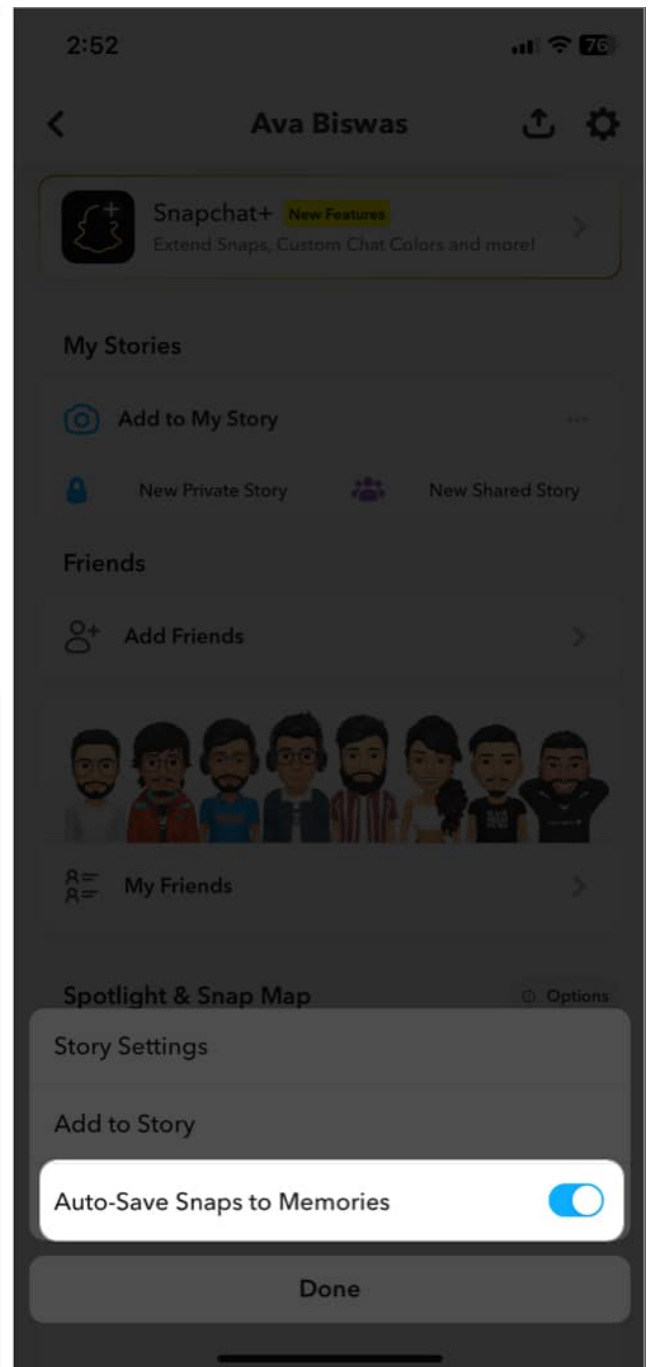 2:52
76
Ava Biswas
Snapchat+ New Features
Extend Snaps, Custom Chat Colors and more!
My Stories
Add to My Story
New Private Story New Shared Story
Friends
Add Friends
My Friends
Spotlight & Snap Map Options
Story Settings
Add to Story
Auto-Save Snaps to Memories
Done